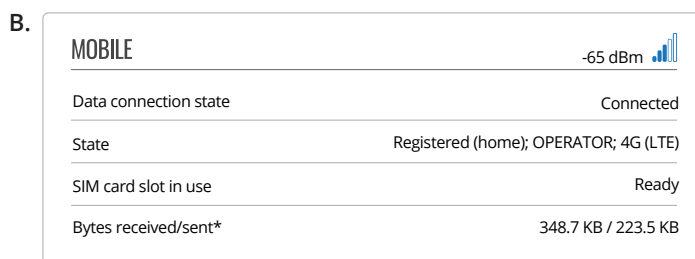 B.
MOBILE -65 dBm
Data connection state Connected
State Registered (home); OPERATOR; 4G (LTE)
SIM card slot in use Ready
Bytes received/sent* 348.7 KB / 223.5 KB